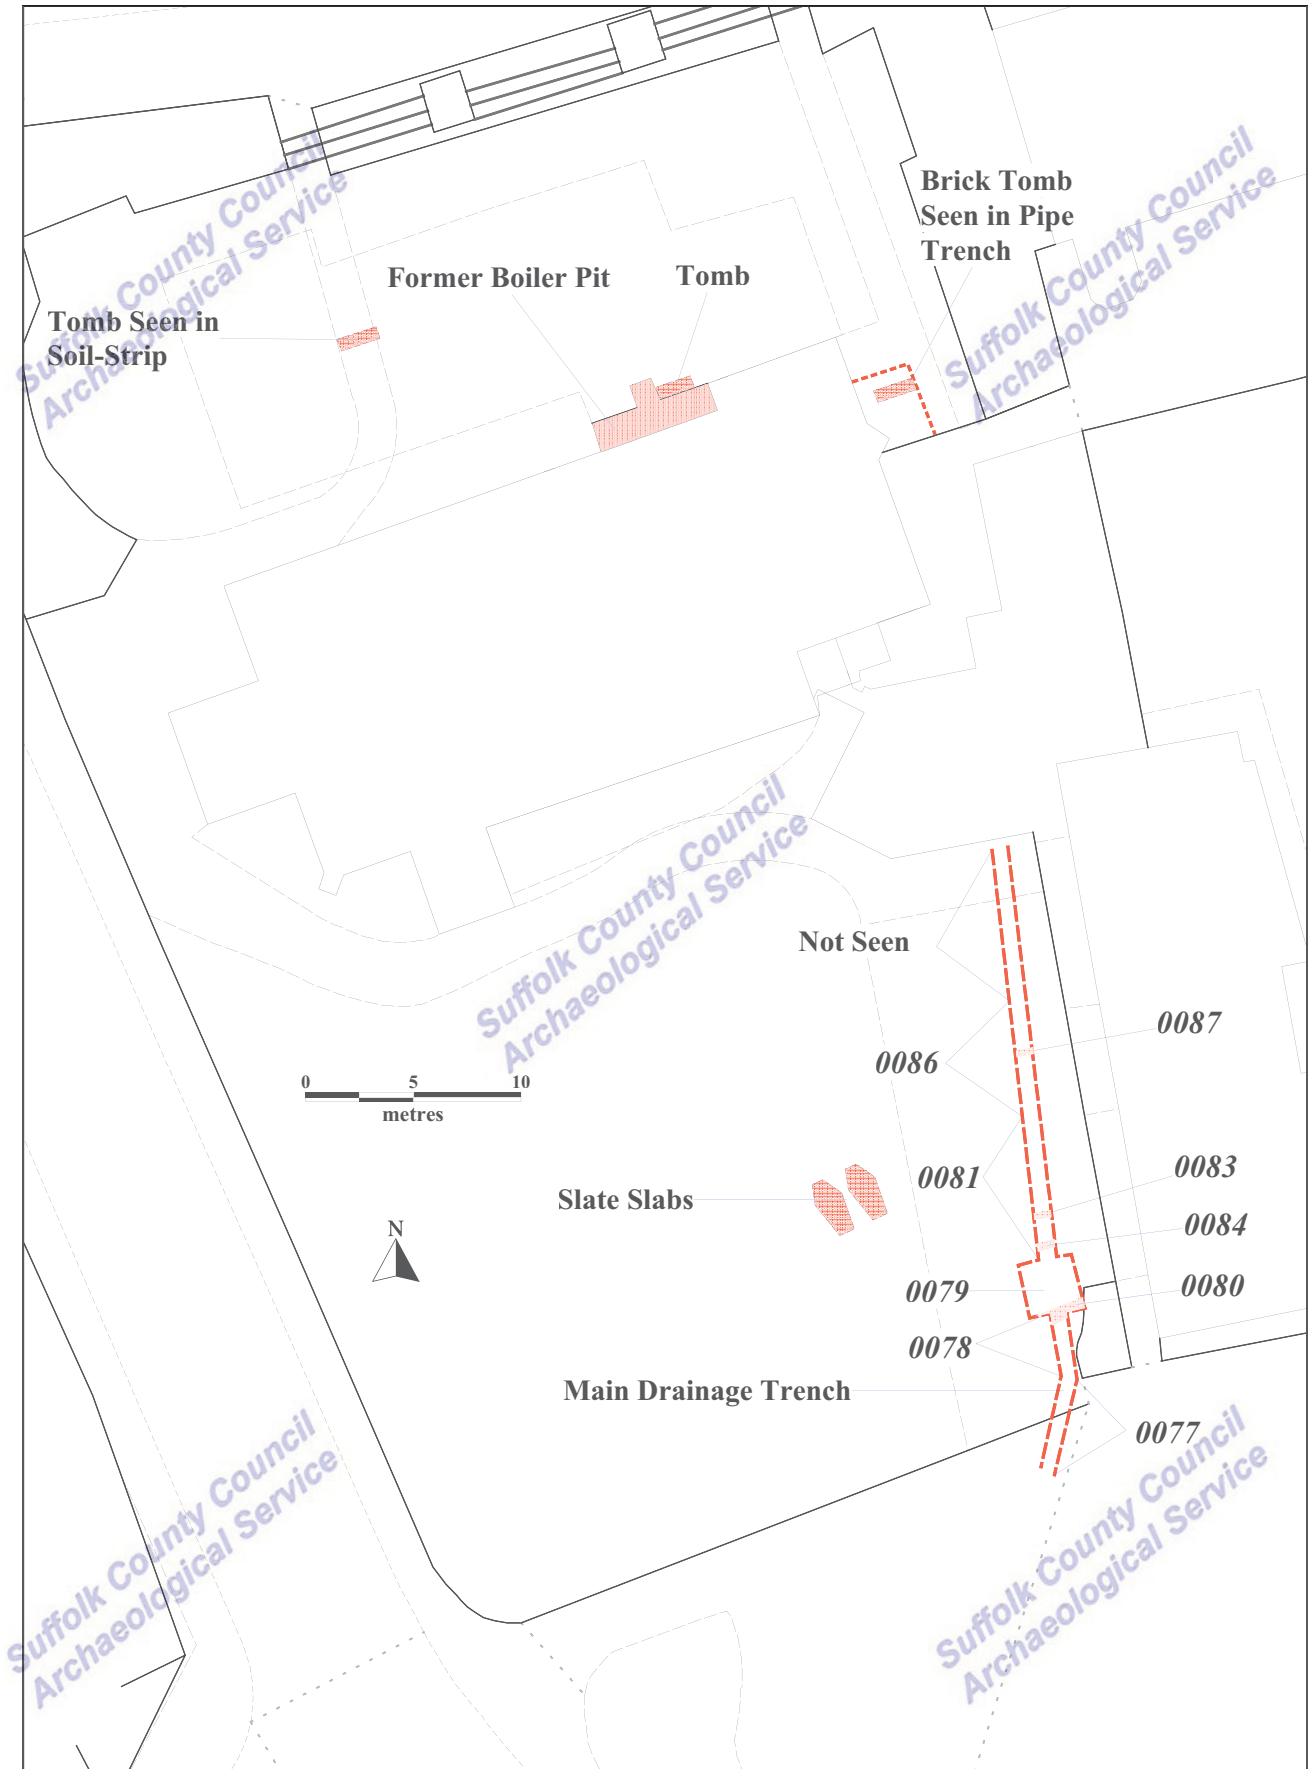 Suffolk County Council
Archaeological Service
Suffolk County Council
Archaeological Service
Brick Tomb
Seen in Pipe
Trench
Former Boiler Pit
Tomb
Tomb Seen in
Soil-Strip
Suffolk County Council
Archaeological Service
Not Seen
0087
0086
0 5 10
metres
0083
0081
Slate Slabs
0084
N
0079
0080
0078
Main Drainage Trench
0077
Suffolk County Council
Archaeological Service
Suffolk County Council
Archaeological Service